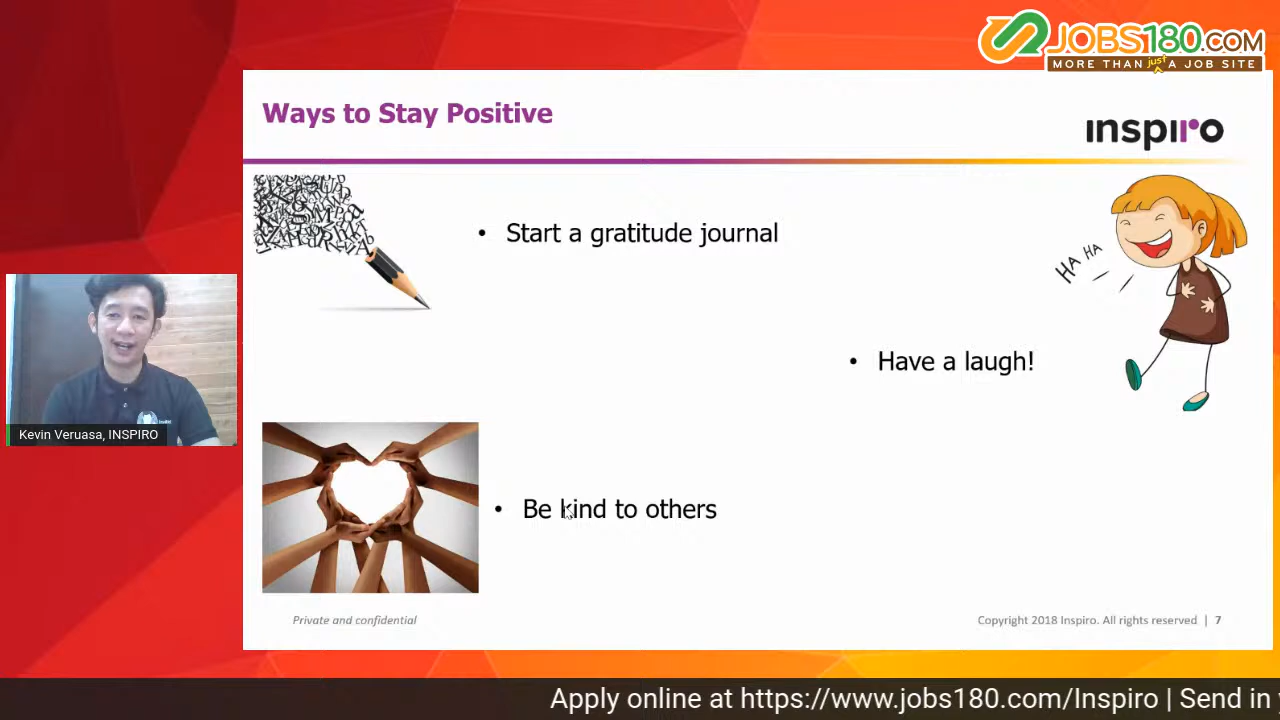 JOBS180.COM
MORE THAN just A JOB SITE
Ways to Stay Positive
inspiro
• Start a gratitude journal
HA HA
• Have a laugh!
Kevin Veruasa, INSPIRO
• Be kind to others
Private and confidential
Copyright 2018 Inspiro. All rights reserved | 7
Apply online at https://www.jobs180.com/Inspiro | Send in